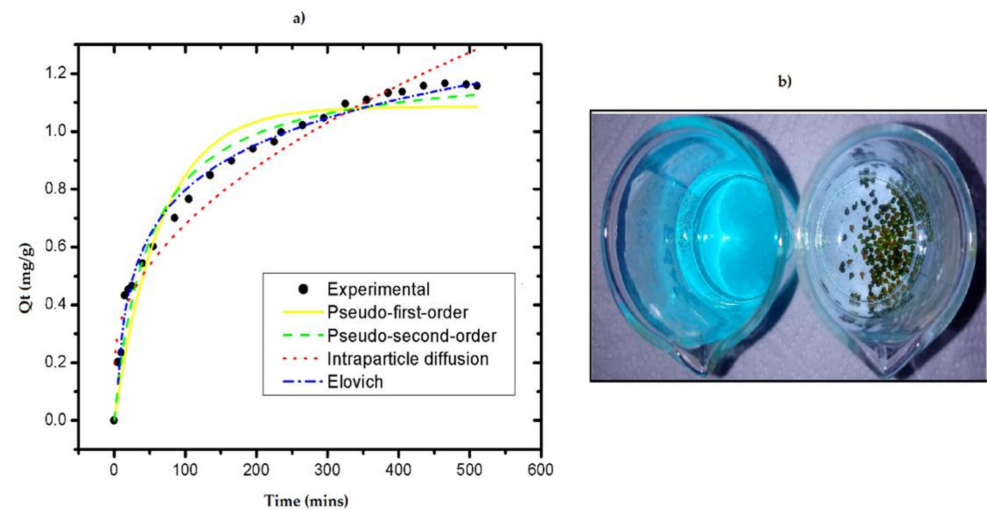 a)
1.2
1.0
0.8
0.6
0.4
0.2
0.0
Qt (mg/g)
Experimental
Pseudo-first-order
Pseudo-second-order
Intraparticle diffusion
Elovich
0 100 200 300 400 500 600
Time (mins)
b)